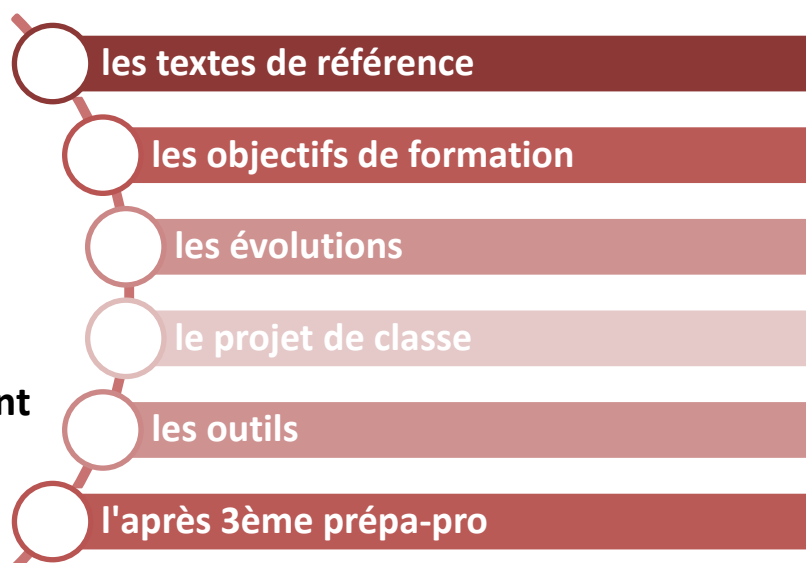 les textes de référence
les objectifs de formation
les évolutions
le projet de classe
nt
les outils
l'après 3ème prépa-pro